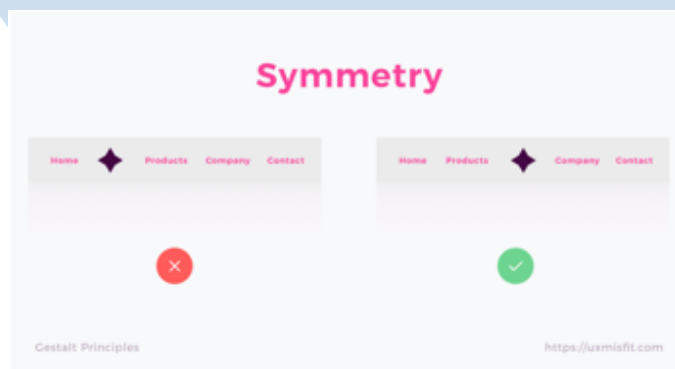 Symmetry
Home Products Company Contact
Home Products Company Contact
Gestalt Principles
https://uxmisfit.com